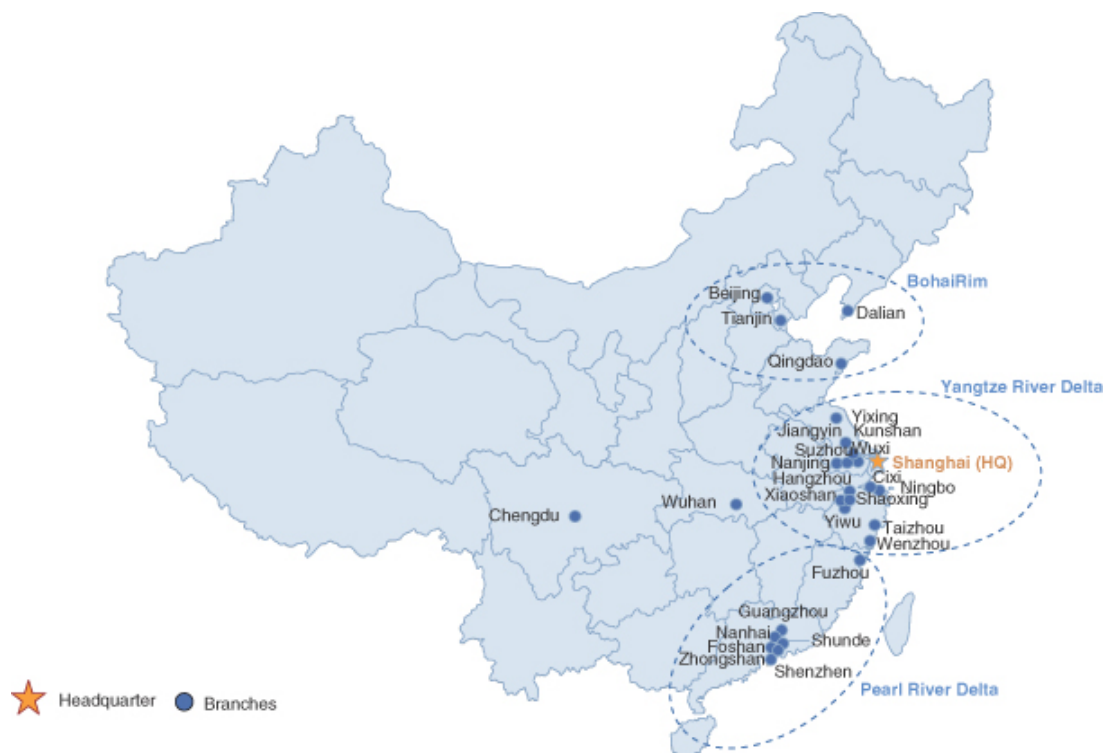 BohaiRim
Beijing
Dalian
Tianjin
Qingdao
Yangtze River Delta
Yixing
Jiangyin
Kunshan
Suzhou
Wuxi
Nanjing
Shanghai (HQ)
Hangzhou
Cixi
Ningbo
Xiaoshan
Shaoxing
Chengdu
Wuhan
Yiwu
Taizhou
Wenzhou
Fuzhou
Guangzhou
Nanhai
Shunde
Foshan
Zhongshan
Shenzhen
Pearl River Delta
Headquarter
Branches